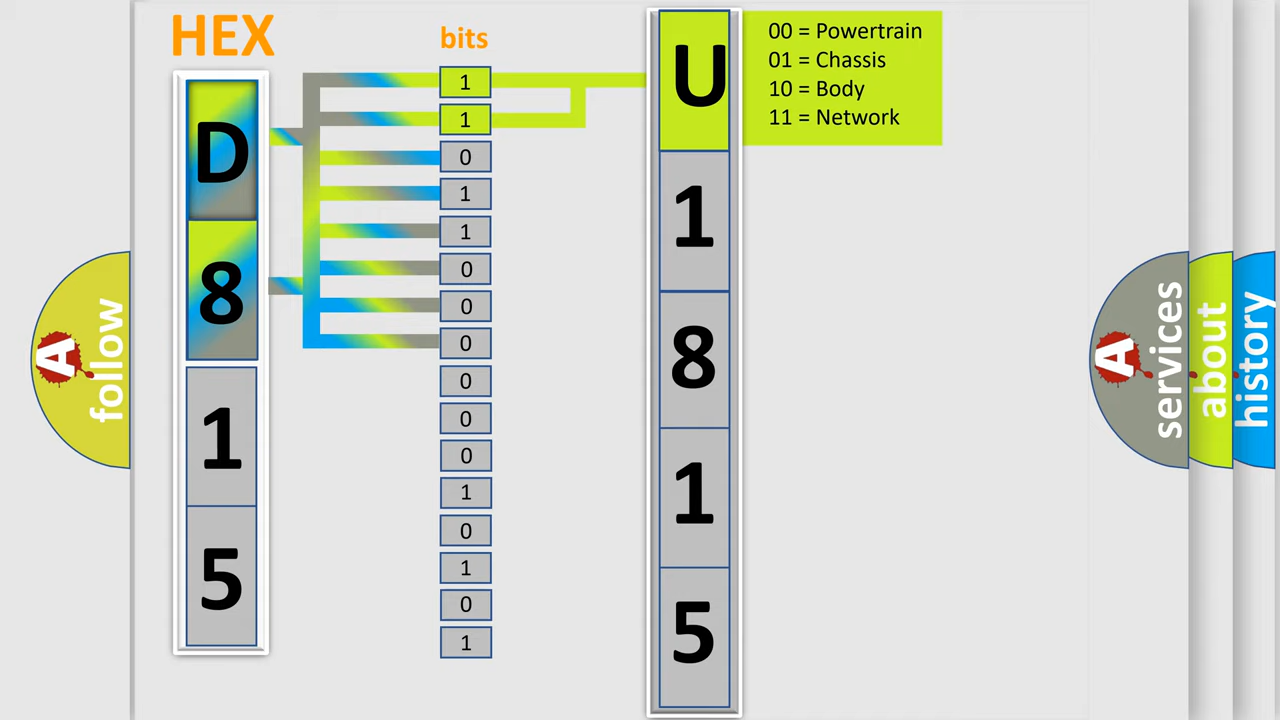 HEX
D
8
1
5
bits
1
1
0
1
1
0
0
0
0
0
0
1
0
1
0
1
U
1
8
1
5
00 = Powertrain
01 = Chassis
10 = Body
11 = Network
A
follow
A
services
about
history